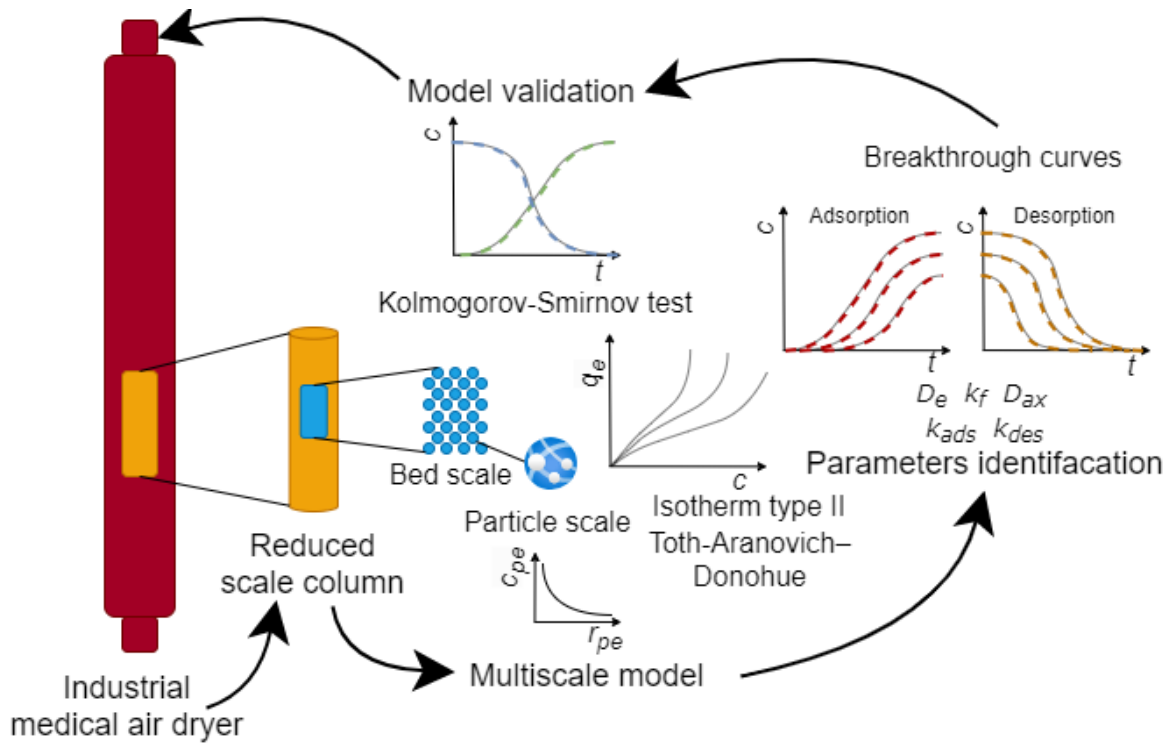 Model validation
c
t
Kolmogorov-Smirnov test
Breakthrough curves
Adsorption
c
t
Desorption
c
t
D_e k_f D_ax
k_ads k_des
Parameters identifacation
q_e
c
Isotherm type II
Toth-Aranovich–
Donohue
Bed scale
Particle scale
c_pe
r_pe
Reduced
scale column
Multiscale model
Industrial
medical air dryer